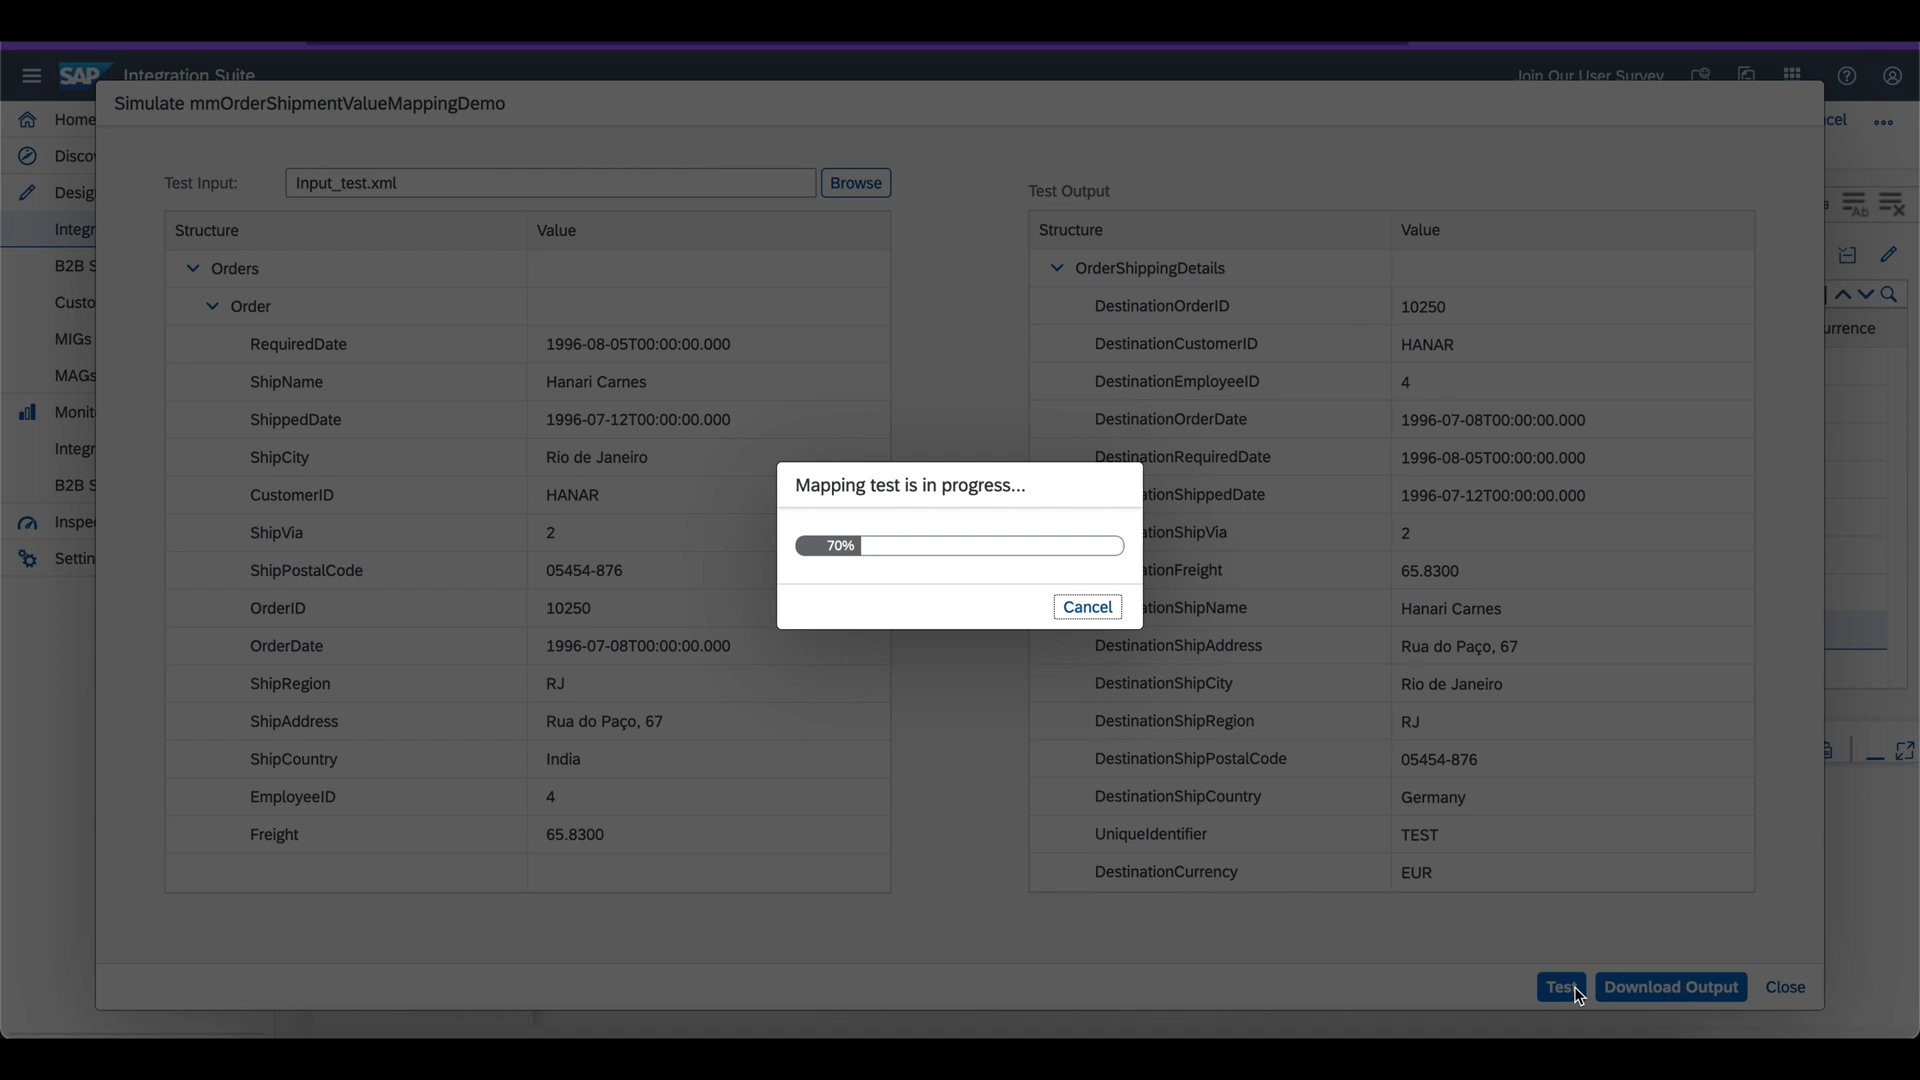 SAP Integration Suite
Join Our User Survey
Simulate mmOrderShipmentValueMappingDemo
Home
Disco
Desig
Integr
B2B S
Custo
MIGs
MAGs
Monit
Integr
B2B S
Inspe
Settin
Test Input:
Input_test.xml
Browse
Structure Value
Orders
Order
RequiredDate 1996-08-05T00:00:00.000
ShipName Hanari Carnes
ShippedDate 1996-07-12T00:00:00.000
ShipCity Rio de Janeiro
CustomerID HANAR
ShipVia 2
ShipPostalCode 05454-876
OrderID 10250
OrderDate 1996-07-08T00:00:00.000
ShipRegion RJ
ShipAddress Rua do Paço, 67
ShipCountry India
EmployeeID 4
Freight 65.8300
Mapping test is in progress...
70%
Cancel
Test Output
Structure Value
OrderShippingDetails
DestinationOrderID 10250
DestinationCustomerID HANAR
DestinationEmployeeID 4
DestinationOrderDate 1996-07-08T00:00:00.000
DestinationRequiredDate 1996-08-05T00:00:00.000
ationShippedDate 1996-07-12T00:00:00.000
ationShipVia 2
ationFreight 65.8300
ationShipName Hanari Carnes
DestinationShipAddress Rua do Paço, 67
DestinationShipCity Rio de Janeiro
DestinationShipRegion RJ
DestinationShipPostalCode 05454-876
DestinationShipCountry Germany
UniqueIdentifier TEST
DestinationCurrency EUR
ncel
urrence
Test
Download Output
Close